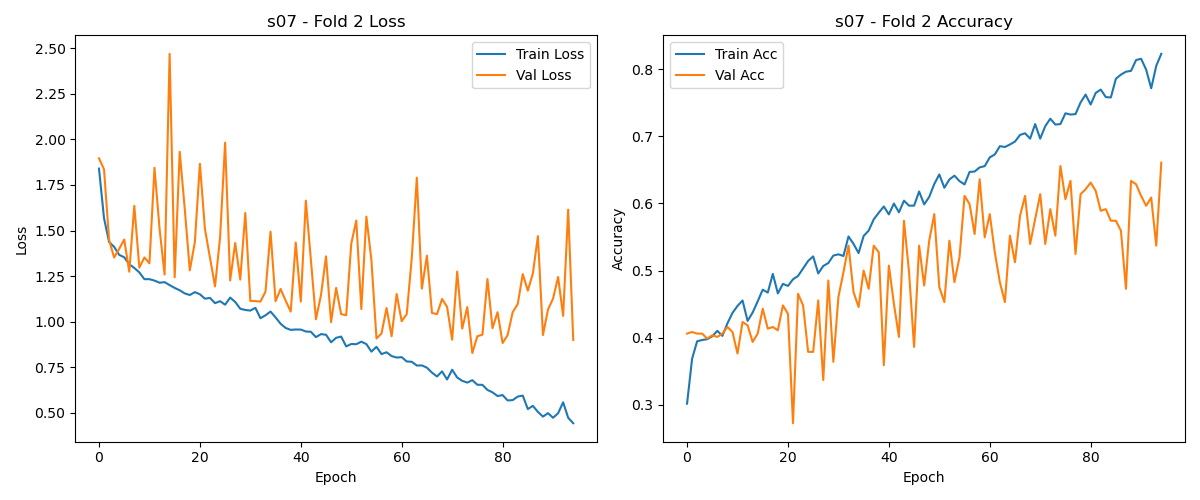 s07 - Fold 2 Loss
2.50
2.25
2.00
1.75
1.50
1.25
1.00
0.75
0.50
Loss
0 20 40 60 80
Epoch
Train Loss
Val Loss
s07 - Fold 2 Accuracy
0.8
0.7
0.6
0.5
0.4
0.3
Accuracy
0 20 40 60 80
Epoch
Train Acc
Val Acc